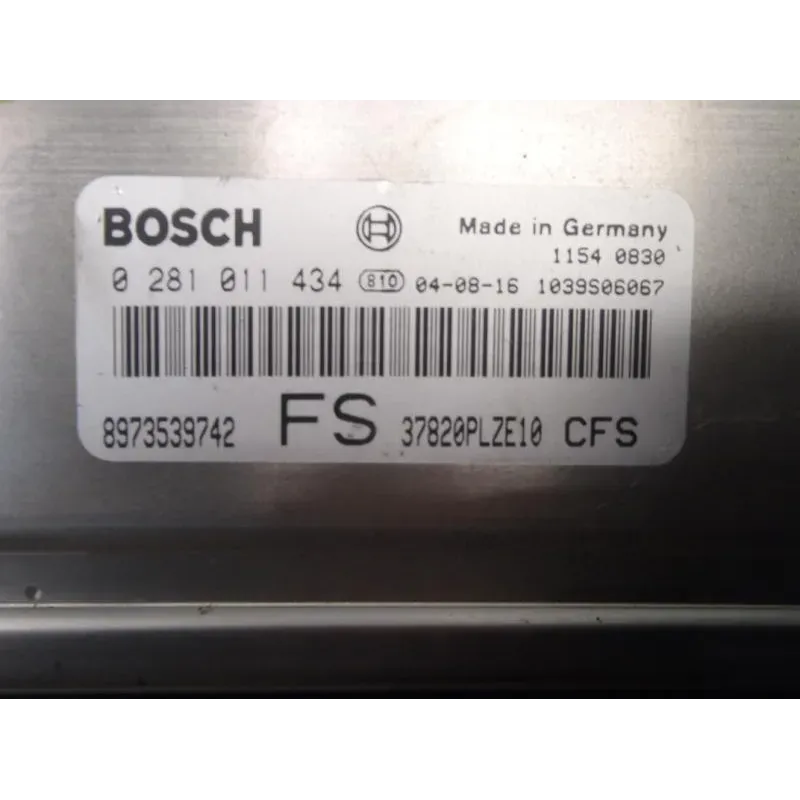 BOSCH Made in Germany
1154 0830
0 281 011 434 810 04-08-16 1039S06067
8973539742 FS 37820PLZE10 CFS